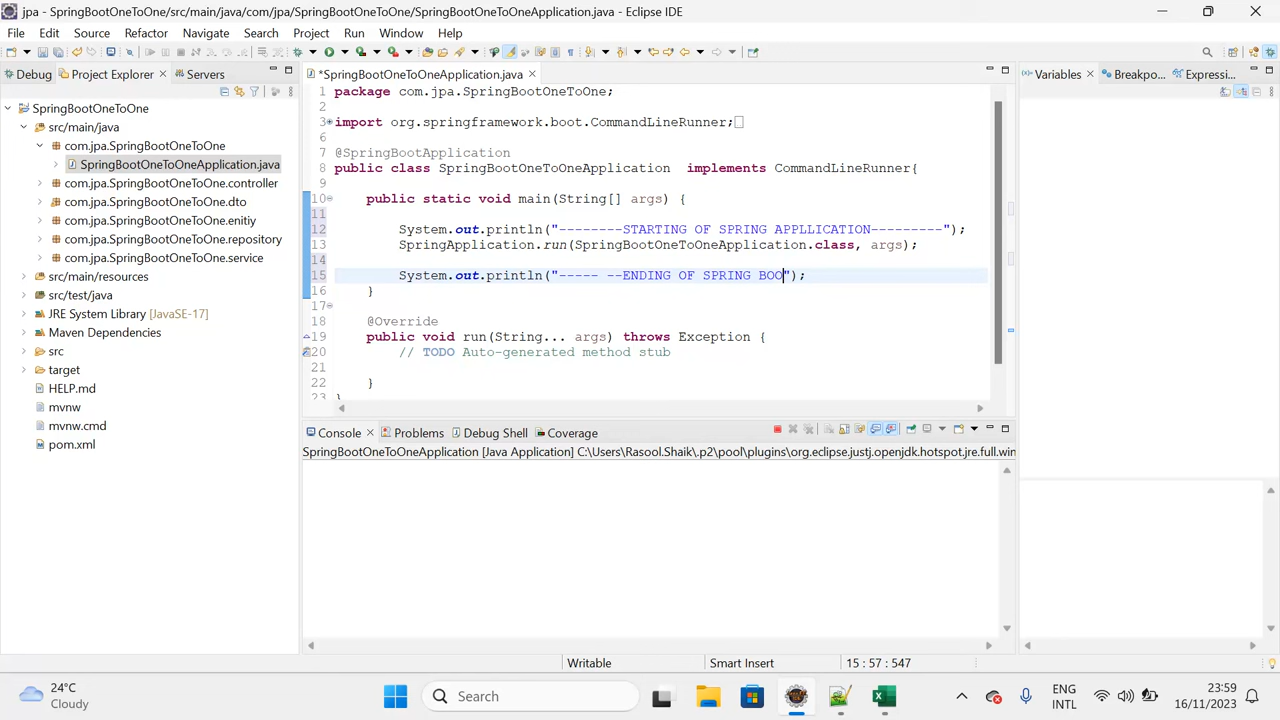 jpa - SpringBootOneToOne/src/main/java/com/jpa/SpringBootOneToOne/SpringBootOneToOneApplication.java - Eclipse IDE
File Edit Source Refactor Navigate Search Project Run Window Help
Debug Project Explorer Servers
*SpringBootOneToOneApplication.java
Variables Breakpo... Expressi...
SpringBootOneToOne
src/main/java
com.jpa.SpringBootOneToOne
SpringBootOneToOneApplication.java
com.jpa.SpringBootOneToOne.controller
com.jpa.SpringBootOneToOne.dto
com.jpa.SpringBootOneToOne.enitiy
com.jpa.SpringBootOneToOne.repository
com.jpa.SpringBootOneToOne.service
src/main/resources
src/test/java
JRE System Library [JavaSE-17]
Maven Dependencies
src
target
HELP.md
mvnw
mvnw.cmd
pom.xml
1 package com.jpa.SpringBootOneToOne;
2
3 import org.springframework.boot.CommandLineRunner;
6
7 @SpringBootApplication
8 public class SpringBootOneToOneApplication  implements CommandLineRunner{
9
10     public static void main(String[] args) {
11
12         System.out.println("--------STARTING OF SPRING APPLLICATION---------");
13         SpringApplication.run(SpringBootOneToOneApplication.class, args);
14
15         System.out.println("----- --ENDING OF SPRING BOO");
16     }
17
18     @Override
19     public void run(String... args) throws Exception {
20         // TODO Auto-generated method stub
21
22     }
23 }
Console Problems Debug Shell Coverage
SpringBootOneToOneApplication [Java Application] C:\Users\Rasool.Shaik\.p2\pool\plugins\org.eclipse.justj.openjdk.hotspot.jre.full.win
Writable Smart Insert 15 : 57 : 547
24°C
Cloudy
Search
ENG
INTL
23:59
16/11/2023